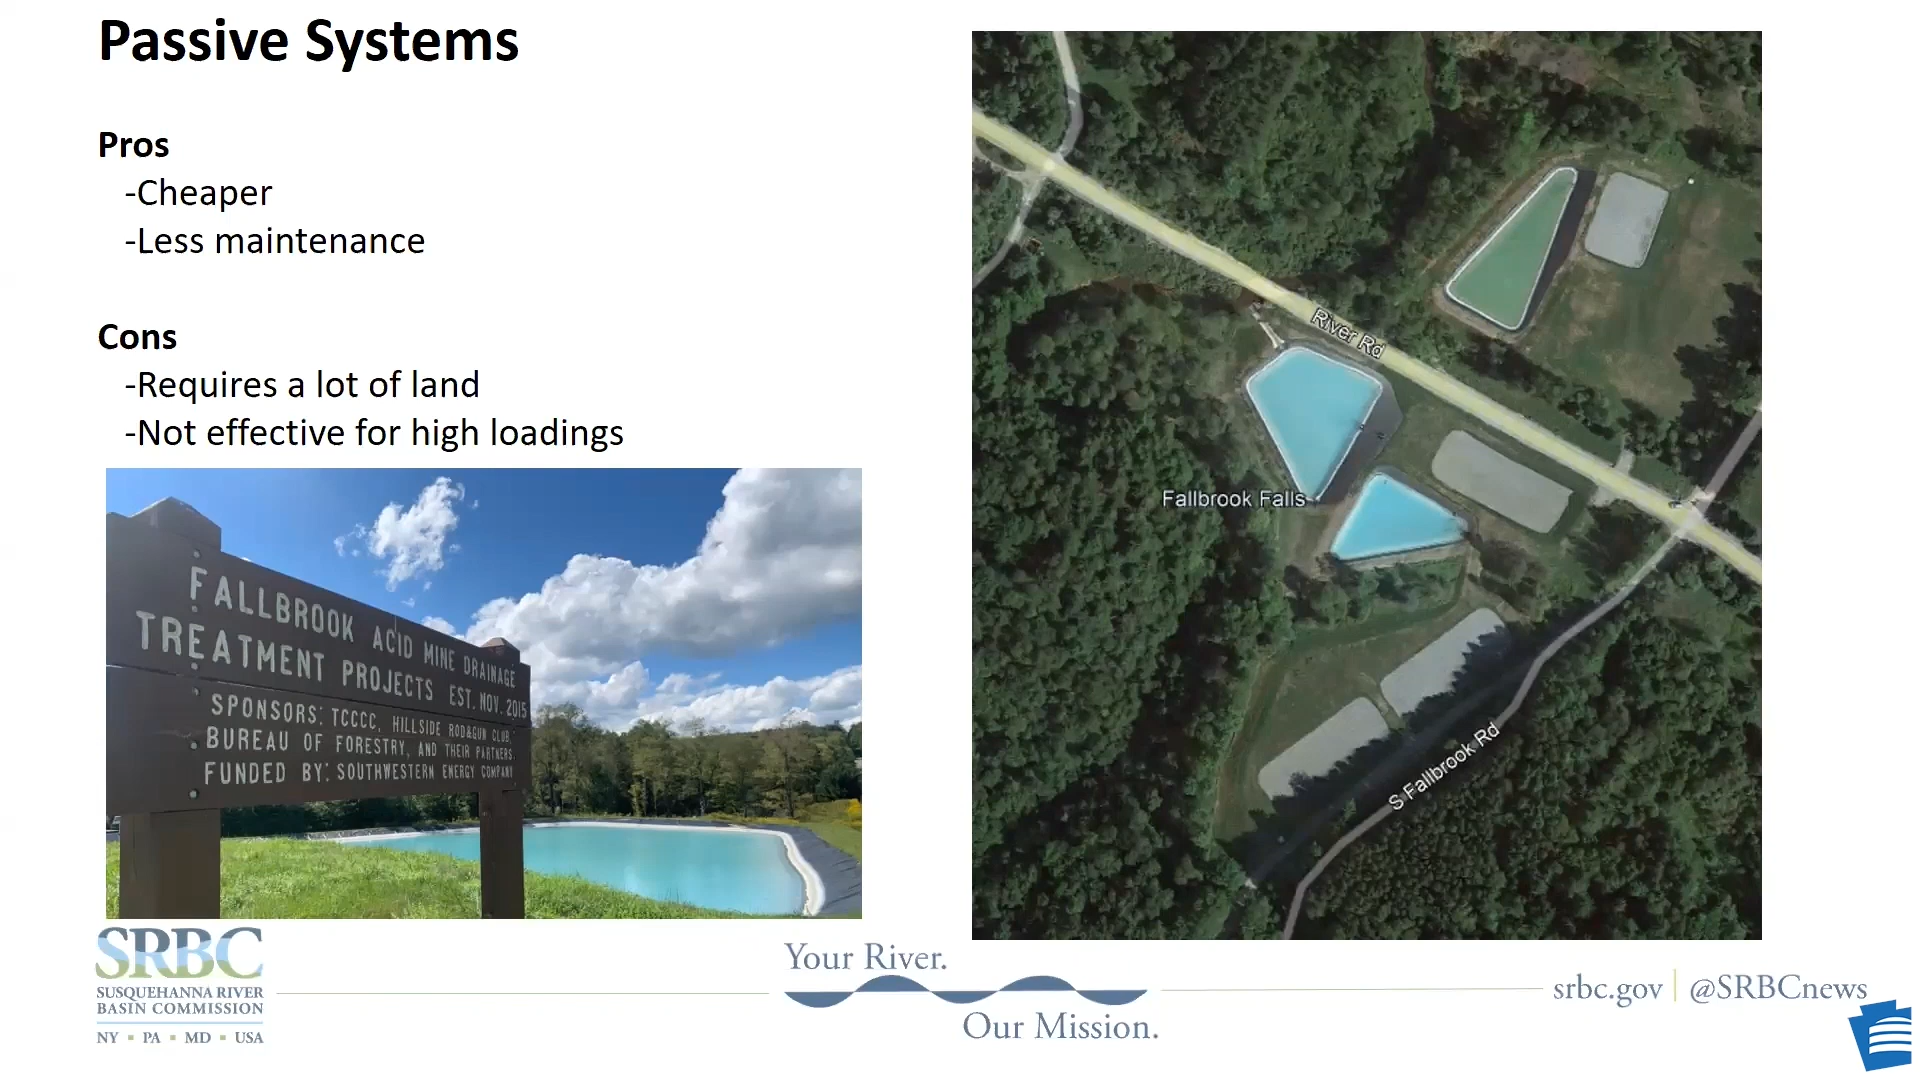 Passive Systems
Pros
-Cheaper
-Less maintenance
Cons
-Requires a lot of land
-Not effective for high loadings
FALLBROOK ACID MINE DRAINAGE
TREATMENT PROJECTS EST. NOV. 2015
SPONSORS: TCCCC, HILLSIDE ROD&GUN CLUB,
BUREAU OF FORESTRY, AND THEIR PARTNERS.
FUNDED BY: SOUTHWESTERN ENERGY COMPANY
River Rd
Fallbrook Falls
S Fallbrook Rd
SRBC
SUSQUEHANNA RIVER
BASIN COMMISSION
NY ▪ PA ▪ MD ▪ USA
Your River.
Our Mission.
srbc.gov | @SRBCnews